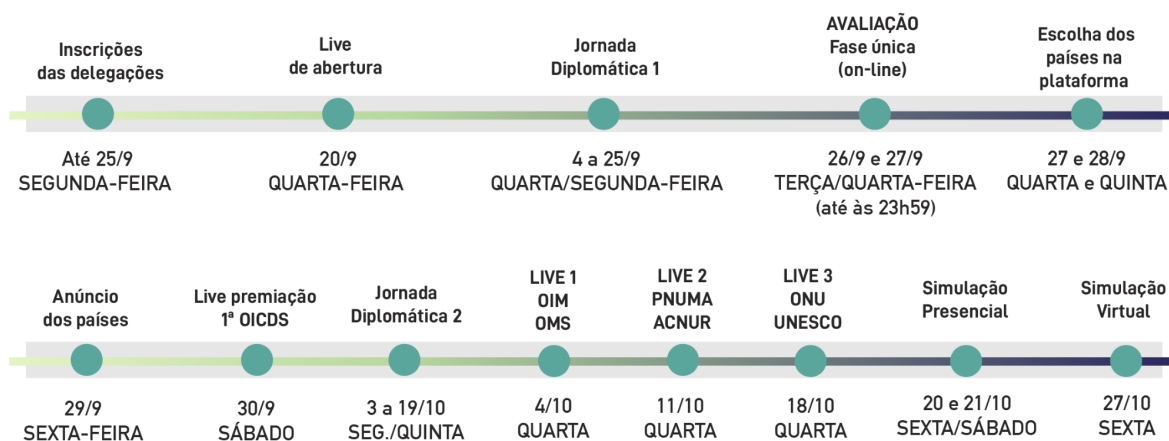 Inscrições
das delegações
Live
de abertura
Jornada
Diplomática 1
AVALIAÇÃO
Fase única
(on-line)
Escolha dos
países na
plataforma
Até 25/9
SEGUNDA-FEIRA
20/9
QUARTA-FEIRA
4 a 25/9
QUARTA/SEGUNDA-FEIRA
26/9 e 27/9
TERÇA/QUARTA-FEIRA
(até às 23h59)
27 e 28/9
QUARTA e QUINTA
Anúncio
dos países
Live premiação
1ª OICDS
Jornada
Diplomática 2
LIVE 1
OIM
OMS
LIVE 2
PNUMA
ACNUR
LIVE 3
ONU
UNESCO
Simulação
Presencial
Simulação
Virtual
29/9
SEXTA-FEIRA
30/9
SÁBADO
3 a 19/10
SEG./QUINTA
4/10
QUARTA
11/10
QUARTA
18/10
QUARTA
20 e 21/10
SEXTA/SÁBADO
27/10
SEXTA